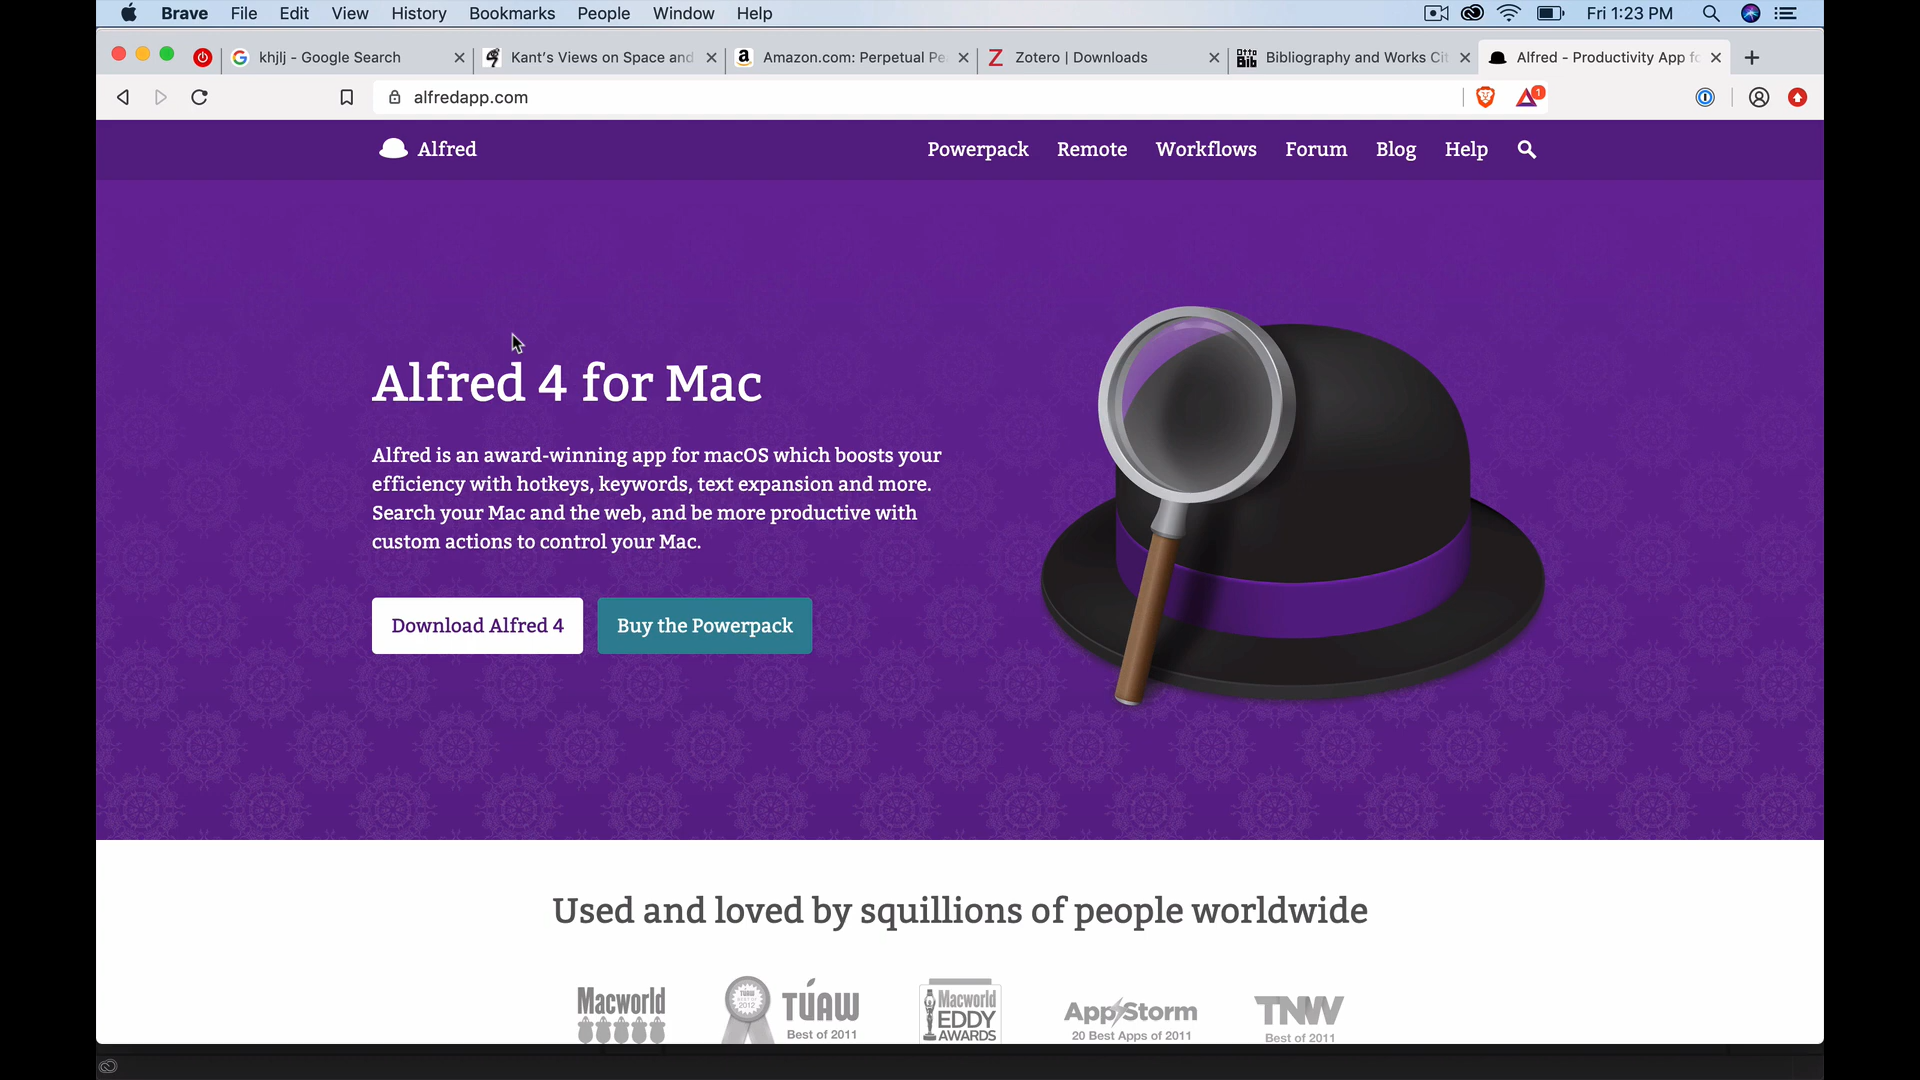 Brave File Edit View History Bookmarks People Window Help Fri 1:23 PM
khjlj - Google Search Kant's Views on Space and Amazon.com: Perpetual Pe Zotero | Downloads Bibliography and Works Cit Alfred - Productivity App fo
alfredapp.com 1
Alfred Powerpack Remote Workflows Forum Blog Help
Alfred 4 for Mac
Alfred is an award-winning app for macOS which boosts your
efficiency with hotkeys, keywords, text expansion and more.
Search your Mac and the web, and be more productive with
custom actions to control your Mac.
Download Alfred 4 Buy the Powerpack
Used and loved by squillions of people worldwide
Macworld
TUAW BEST OF 2012
TÚAW
Best of 2011
Macworld
EDDY
AWARDS
AppStorm
20 Best Apps of 2011
TNW
Best of 2011